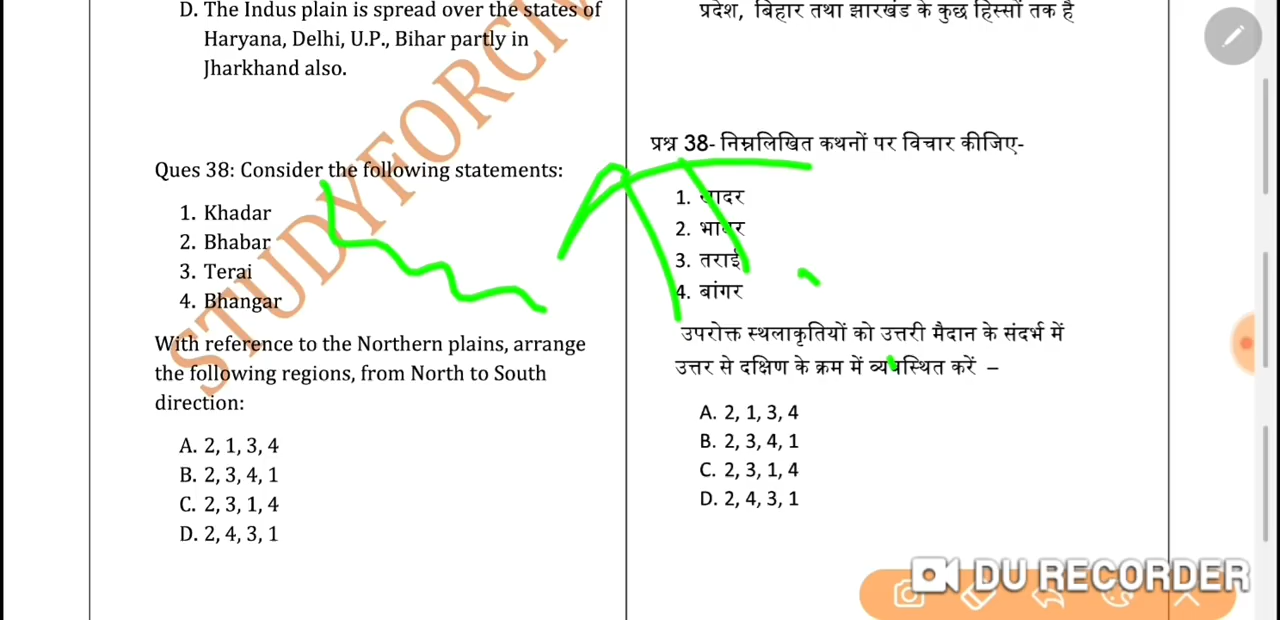 D. The Indus plain is spread over the states of
Haryana, Delhi, U.P., Bihar partly in
Jharkhand also.
Ques 38: Consider the following statements:
1. Khadar
2. Bhabar
3. Terai
4. Bhangar
With reference to the Northern plains, arrange
the following regions, from North to South
direction:
A. 2, 1, 3, 4
B. 2, 3, 4, 1
C. 2, 3, 1, 4
D. 2, 4, 3, 1
प्रदेश, बिहार तथा झारखंड के कुछ हिस्सों तक है
प्रश्न 38- निम्नलिखित कथनों पर विचार कीजिए-
1. खादर
2. भाबर
3. तराई
4. बांगर
उपरोक्त स्थलाकृतियों को उत्तरी मैदान के संदर्भ में
उत्तर से दक्षिण के क्रम में व्यवस्थित करें –
A. 2, 1, 3, 4
B. 2, 3, 4, 1
C. 2, 3, 1, 4
D. 2, 4, 3, 1
STUDYFORCIV
DU RECORDER